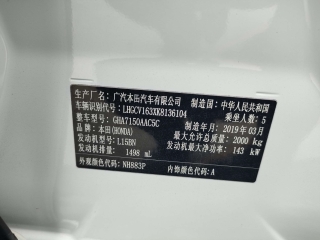 生产厂名：广汽本田汽车有限公司
制造国：中华人民共和国
车辆识别代号：LHGCV163XK8136104
乘坐人数：5
整车型号：GHA7150AAC5C
制造年月：2019年03月
品牌：本田(HONDA)
最大允许总质量：2000 kg
发动机型号：L15BN
发动机最大净功率：143 kW
发动机排量：1498 ml
外观颜色代码：NH883P
内饰颜色代码：A